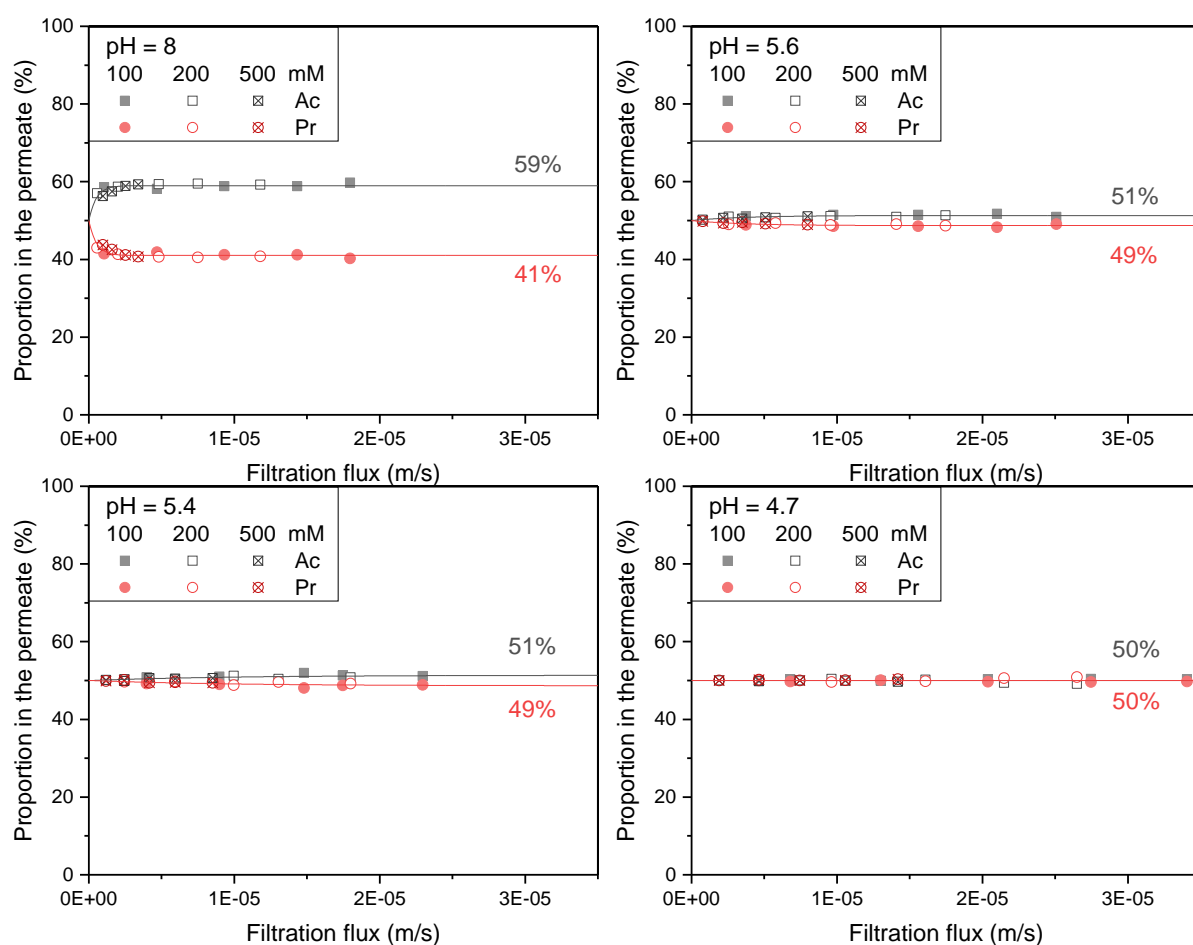 pH = 8
100 200 500 mM
Ac
Pr
59%
41%
100
80
60
40
20
0
0E+00 1E-05 2E-05 3E-05
Proportion in the permeate (%)
Filtration flux (m/s)
pH = 5.6
100 200 500 mM
Ac
Pr
51%
49%
100
80
60
40
20
0
0E+00 1E-05 2E-05 3E-05
Proportion in the permeate (%)
Filtration flux (m/s)
pH = 5.4
100 200 500 mM
Ac
Pr
51%
49%
100
80
60
40
20
0
0E+00 1E-05 2E-05 3E-05
Proportion in the permeate (%)
Filtration flux (m/s)
pH = 4.7
100 200 500 mM
Ac
Pr
50%
50%
100
80
60
40
20
0
0E+00 1E-05 2E-05 3E-05
Proportion in the permeate (%)
Filtration flux (m/s)